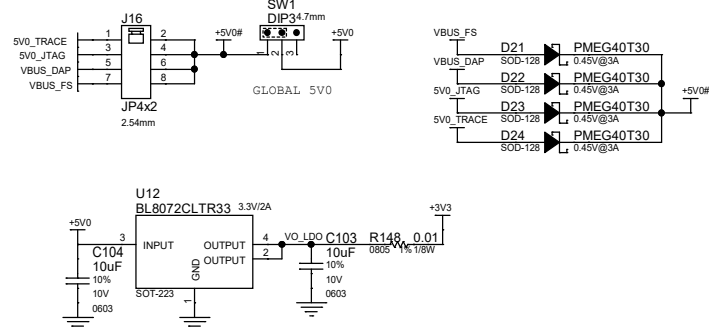 J16
5V0_TRACE 1 2
5V0_JTAG 3 4
VBUS_DAP 5 6
VBUS_FS 7 8
JP4x2
2.54mm
+5V0#
SW1
DIP3 4.7mm
1 2 3
+5V0
GLOBAL 5V0
VBUS_FS
D21 PMEG40T30
SOD-128 0.45V@3A
VBUS_DAP
D22 PMEG40T30
SOD-128 0.45V@3A
5V0_JTAG
D23 PMEG40T30
SOD-128 0.45V@3A
5V0_TRACE
D24 PMEG40T30
SOD-128 0.45V@3A
+5V0#
U12
BL8072CLTR33 3.3V/2A
+5V0
3 INPUT OUTPUT 4
OUTPUT 2
GND
1
SOT-223
C104
10uF
10%
10V
0603
VO_LDO
C103
10uF
10%
10V
0603
R148 0.01
0805 1% 1/8W
+3V3